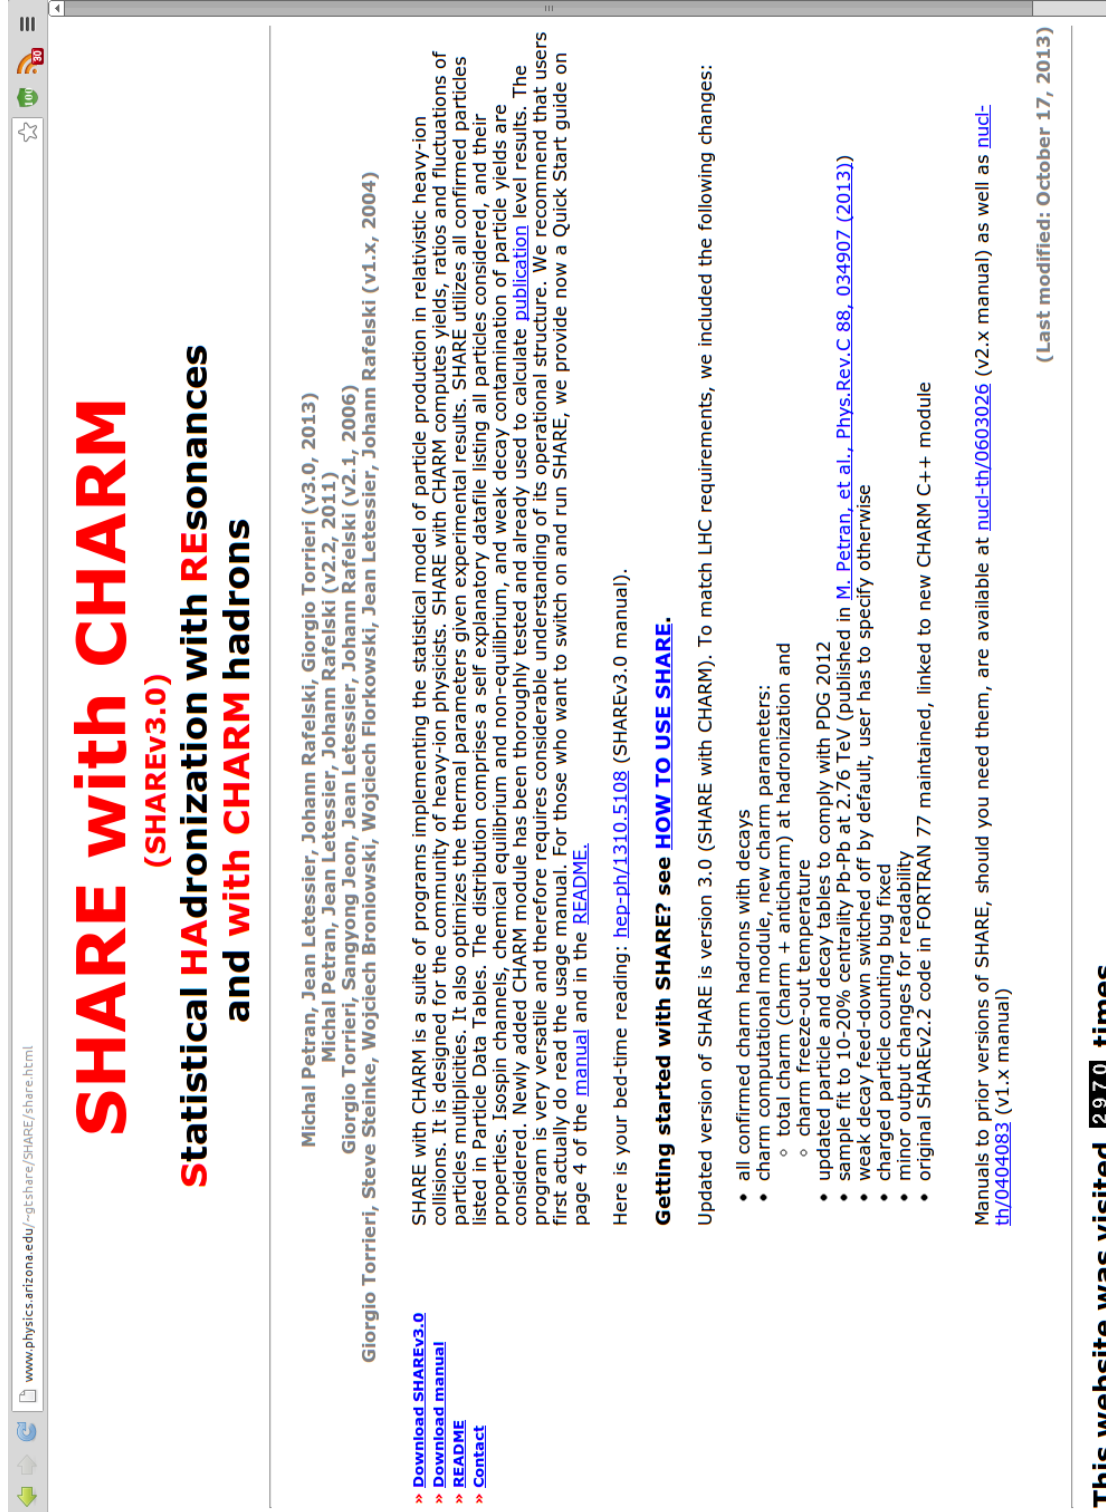 www.physics.arizona.edu/~gtshare/SHARE/share.html
100
30
SHARE with CHARM
(SHAREv3.0)
Statistical HAdronization with REsonances
and with CHARM hadrons
Michal Petran, Jean Letessier, Johann Rafelski, Giorgio Torrieri (v3.0, 2013)
Michal Petran, Jean Letessier, Johann Rafelski (v2.2, 2011)
Giorgio Torrieri, Sangyong Jeon, Jean Letessier, Johann Rafelski (v2.1, 2006)
Giorgio Torrieri, Steve Steinke, Wojciech Broniowski, Wojciech Florkowski, Jean Letessier, Johann Rafelski (v1.x, 2004)
» Download SHAREv3.0
» Download manual
» README
» Contact
SHARE with CHARM is a suite of programs implementing the statistical model of particle production in relativistic heavy-ion
collisions. It is designed for the community of heavy-ion physicists. SHARE with CHARM computes yields, ratios and fluctuations of
particles multiplicities. It also optimizes the thermal parameters given experimental results. SHARE utilizes all confirmed particles
listed in Particle Data Tables. The distribution comprises a self explanatory datafile listing all particles considered, and their
properties. Isospin channels, chemical equilibrium and non-equilibrium, and weak decay contamination of particle yields are
considered. Newly added CHARM module has been thoroughly tested and already used to calculate publication level results. The
program is very versatile and therefore requires considerable understanding of its operational structure. We recommend that users
first actually do read the usage manual. For those who want to switch on and run SHARE, we provide now a Quick Start guide on
page 4 of the manual and in the README.
Here is your bed-time reading: hep-ph/1310.5108 (SHAREv3.0 manual).
Getting started with SHARE? see HOW TO USE SHARE.
Updated version of SHARE is version 3.0 (SHARE with CHARM). To match LHC requirements, we included the following changes:
• all confirmed charm hadrons with decays
• charm computational module, new charm parameters:
◦ total charm (charm + anticharm) at hadronization and
◦ charm freeze-out temperature
• updated particle and decay tables to comply with PDG 2012
• sample fit to 10-20% centrality Pb-Pb at 2.76 TeV (published in M. Petran, et al., Phys.Rev.C 88, 034907 (2013))
• weak decay feed-down switched off by default, user has to specify otherwise
• charged particle counting bug fixed
• minor output changes for readability
• original SHAREv2.2 code in FORTRAN 77 maintained, linked to new CHARM C++ module
Manuals to prior versions of SHARE, should you need them, are available at nucl-th/0603026 (v2.x manual) as well as nucl-
th/0404083 (v1.x manual)
(Last modified: October 17, 2013)
This website was visited 2970 times